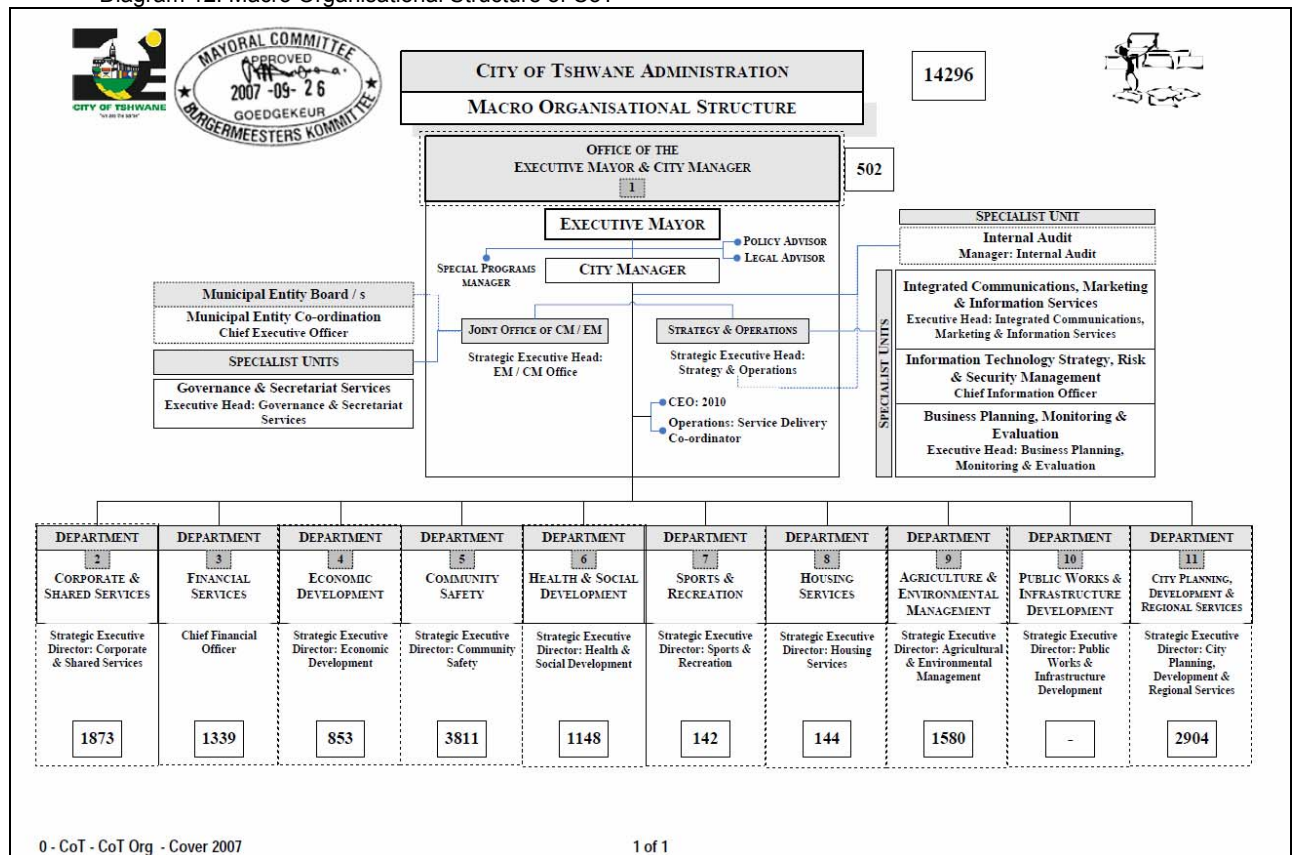 Diagram 12: Macro Organisational Structure of CoT
CITY OF TSHWANE
MAYORAL COMMITTEE
APPROVED
2007 -09- 26
GOEDGEKEUR
BURGERMEESTERS KOMMITTEE
CITY OF TSHWANE ADMINISTRATION
MACRO ORGANISATIONAL STRUCTURE
14296
OFFICE OF THE
EXECUTIVE MAYOR & CITY MANAGER
1
502
EXECUTIVE MAYOR
POLICY ADVISOR
LEGAL ADVISOR
SPECIAL PROGRAMS
MANAGER
CITY MANAGER
JOINT OFFICE OF CM / EM
Strategic Executive Head:
EM / CM Office
STRATEGY & OPERATIONS
Strategic Executive Head:
Strategy & Operations
CEO: 2010
Operations: Service Delivery
Co-ordinator
Municipal Entity Board / s
Municipal Entity Co-ordination
Chief Executive Officer
SPECIALIST UNITS
Governance & Secretariat Services
Executive Head: Governance & Secretariat
Services
SPECIALIST UNIT
Internal Audit
Manager: Internal Audit
SPECIALIST UNITS
Integrated Communications, Marketing
& Information Services
Executive Head: Integrated Communications,
Marketing & Information Services
Information Technology Strategy, Risk
& Security Management
Chief Information Officer
Business Planning, Monitoring &
Evaluation
Executive Head: Business Planning,
Monitoring & Evaluation
DEPARTMENT
2
CORPORATE &
SHARED SERVICES
Strategic Executive
Director: Corporate
& Shared Services
1873
DEPARTMENT
3
FINANCIAL
SERVICES
Chief Financial
Officer
1339
DEPARTMENT
4
ECONOMIC
DEVELOPMENT
Strategic Executive
Director: Economic
Development
853
DEPARTMENT
5
COMMUNITY
SAFETY
Strategic Executive
Director: Community
Safety
3811
DEPARTMENT
6
HEALTH & SOCIAL
DEVELOPMENT
Strategic Executive
Director: Health &
Social Development
1148
DEPARTMENT
7
SPORTS &
RECREATION
Strategic Executive
Director: Sports &
Recreation
142
DEPARTMENT
8
HOUSING
SERVICES
Strategic Executive
Director: Housing
Services
144
DEPARTMENT
9
AGRICULTURE &
ENVIRONMENTAL
MANAGEMENT
Strategic Executive
Director: Agricultural
& Environmental
Management
1580
DEPARTMENT
10
PUBLIC WORKS &
INFRASTRUCTURE
DEVELOPMENT
Strategic Executive
Director: Public
Works &
Infrastructure
Development
-
DEPARTMENT
11
CITY PLANNING,
DEVELOPMENT &
REGIONAL SERVICES
Strategic Executive
Director: City
Planning,
Development &
Regional Services
2904
0 - CoT - CoT Org - Cover 2007
1 of 1